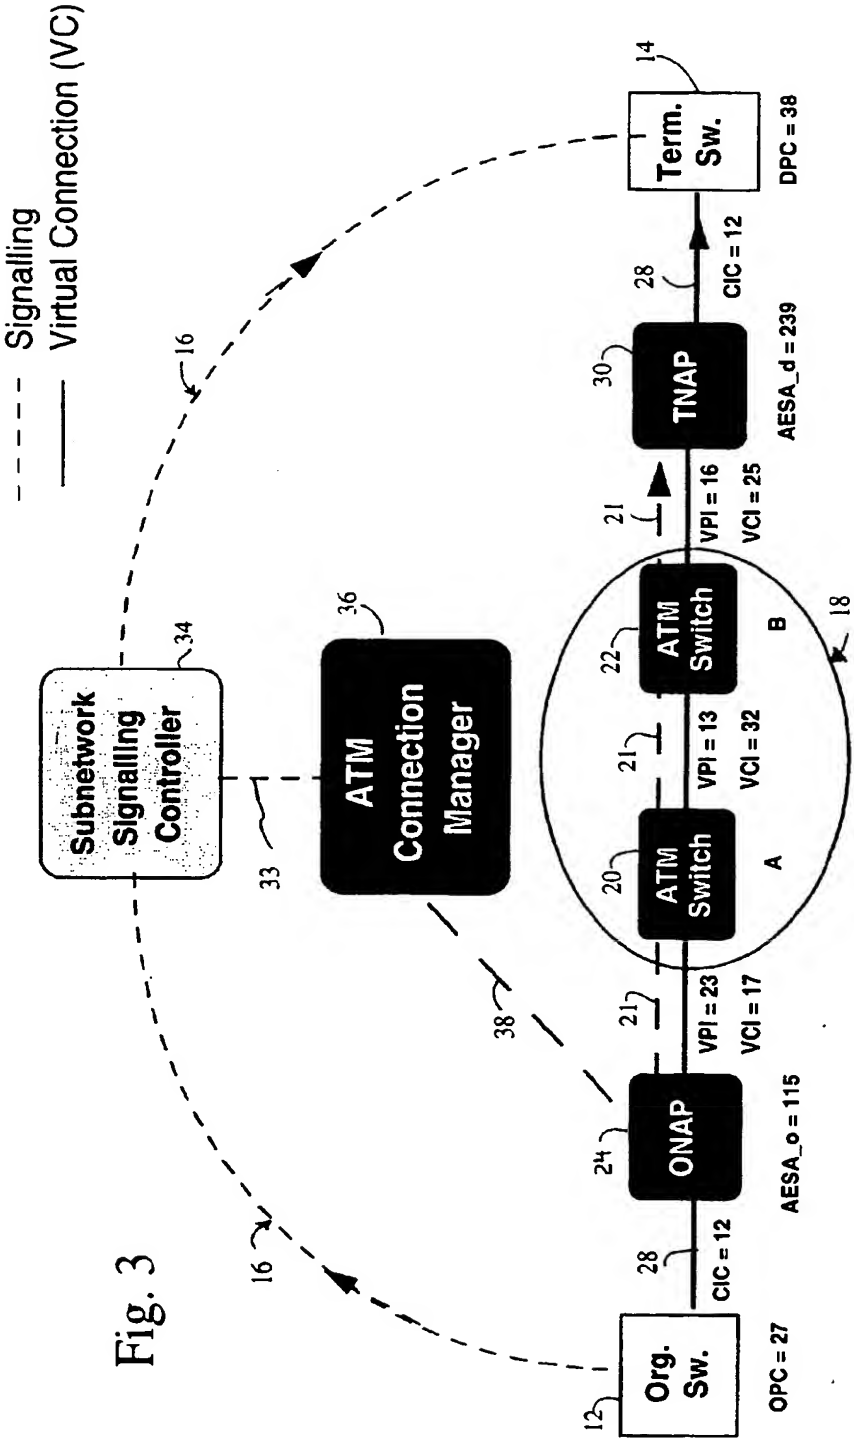 Fig. 3
Signalling
Virtual Connection (VC)
Subnetwork
Signalling
Controller
34
16
16
33
ATM
Connection
Manager
36
38
Org.
Sw.
12
OPC = 27
28
CIC = 12
ONAP
24
AESA_o = 115
21
VPI = 23
VCI = 17
ATM
Switch
20
A
21
VPI = 13
VCI = 32
ATM
Switch
22
B
18
21
VPI = 16
VCI = 25
TNAP
30
AESA_d = 239
28
CIC = 12
Term.
Sw.
14
DPC = 38